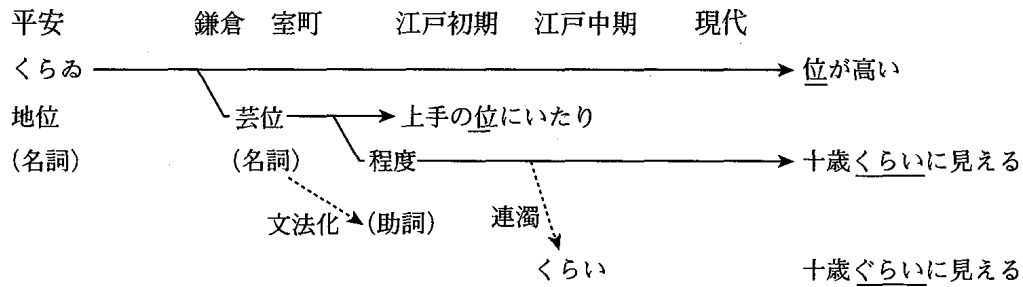 平安 鎌倉 室町 江戸初期 江戸中期 現代
くらゐ 位が高い
地位 芸位 上手の位にいたり
(名詞) (名詞) 程度 十歳くらいに見える
文法化 (助詞) 連濁
くらい 十歳ぐらいに見える